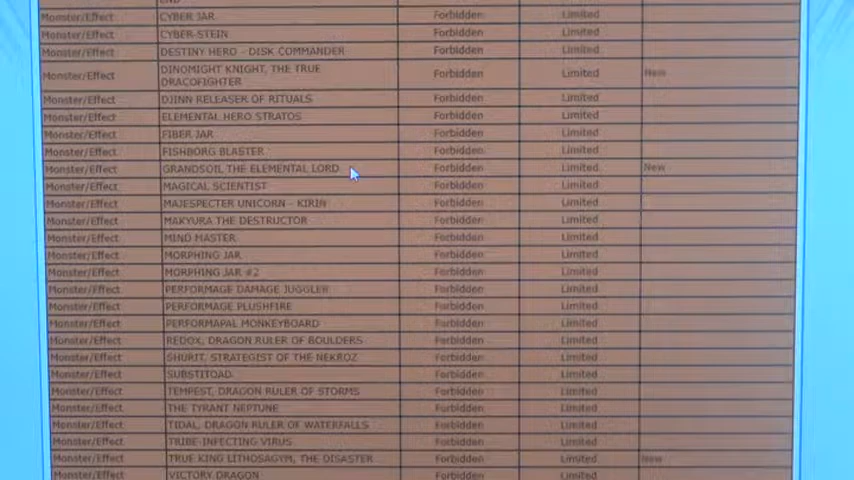 END
Monster/Effect CYBER JAR Forbidden Limited
Monster/Effect CYBER-STEIN Forbidden Limited
Monster/Effect DESTINY HERO - DISK COMMANDER Forbidden Limited
Monster/Effect DINOMIGHT KNIGHT, THE TRUE DRACOFIGHTER Forbidden Limited New
Monster/Effect DJINN RELEASER OF RITUALS Forbidden Limited
Monster/Effect ELEMENTAL HERO STRATOS Forbidden Limited
Monster/Effect FIBER JAR Forbidden Limited
Monster/Effect FISHBORG BLASTER Forbidden Limited
Monster/Effect GRANDSOIL THE ELEMENTAL LORD Forbidden Limited New
Monster/Effect MAGICAL SCIENTIST Forbidden Limited
Monster/Effect MAJESPECTER UNICORN - KIRIN Forbidden Limited
Monster/Effect MAKYURA THE DESTRUCTOR Forbidden Limited
Monster/Effect MIND MASTER Forbidden Limited
Monster/Effect MORPHING JAR Forbidden Limited
Monster/Effect MORPHING JAR #2 Forbidden Limited
Monster/Effect PERFORMAGE DAMAGE JUGGLER Forbidden Limited
Monster/Effect PERFORMAGE PLUSHFIRE Forbidden Limited
Monster/Effect PERFORMAPAL MONKEYBOARD Forbidden Limited
Monster/Effect REDOX, DRAGON RULER OF BOULDERS Forbidden Limited
Monster/Effect SHURIT, STRATEGIST OF THE NEKROZ Forbidden Limited
Monster/Effect SUBSTITOAD Forbidden Limited
Monster/Effect TEMPEST, DRAGON RULER OF STORMS Forbidden Limited
Monster/Effect THE TYRANT NEPTUNE Forbidden Limited
Monster/Effect TIDAL, DRAGON RULER OF WATERFALLS Forbidden Limited
Monster/Effect TRIBE-INFECTING VIRUS Forbidden Limited
Monster/Effect TRUE KING LITHOSAGYM, THE DISASTER Forbidden Limited New
Monster/Effect VICTORY DRAGON Forbidden Limited